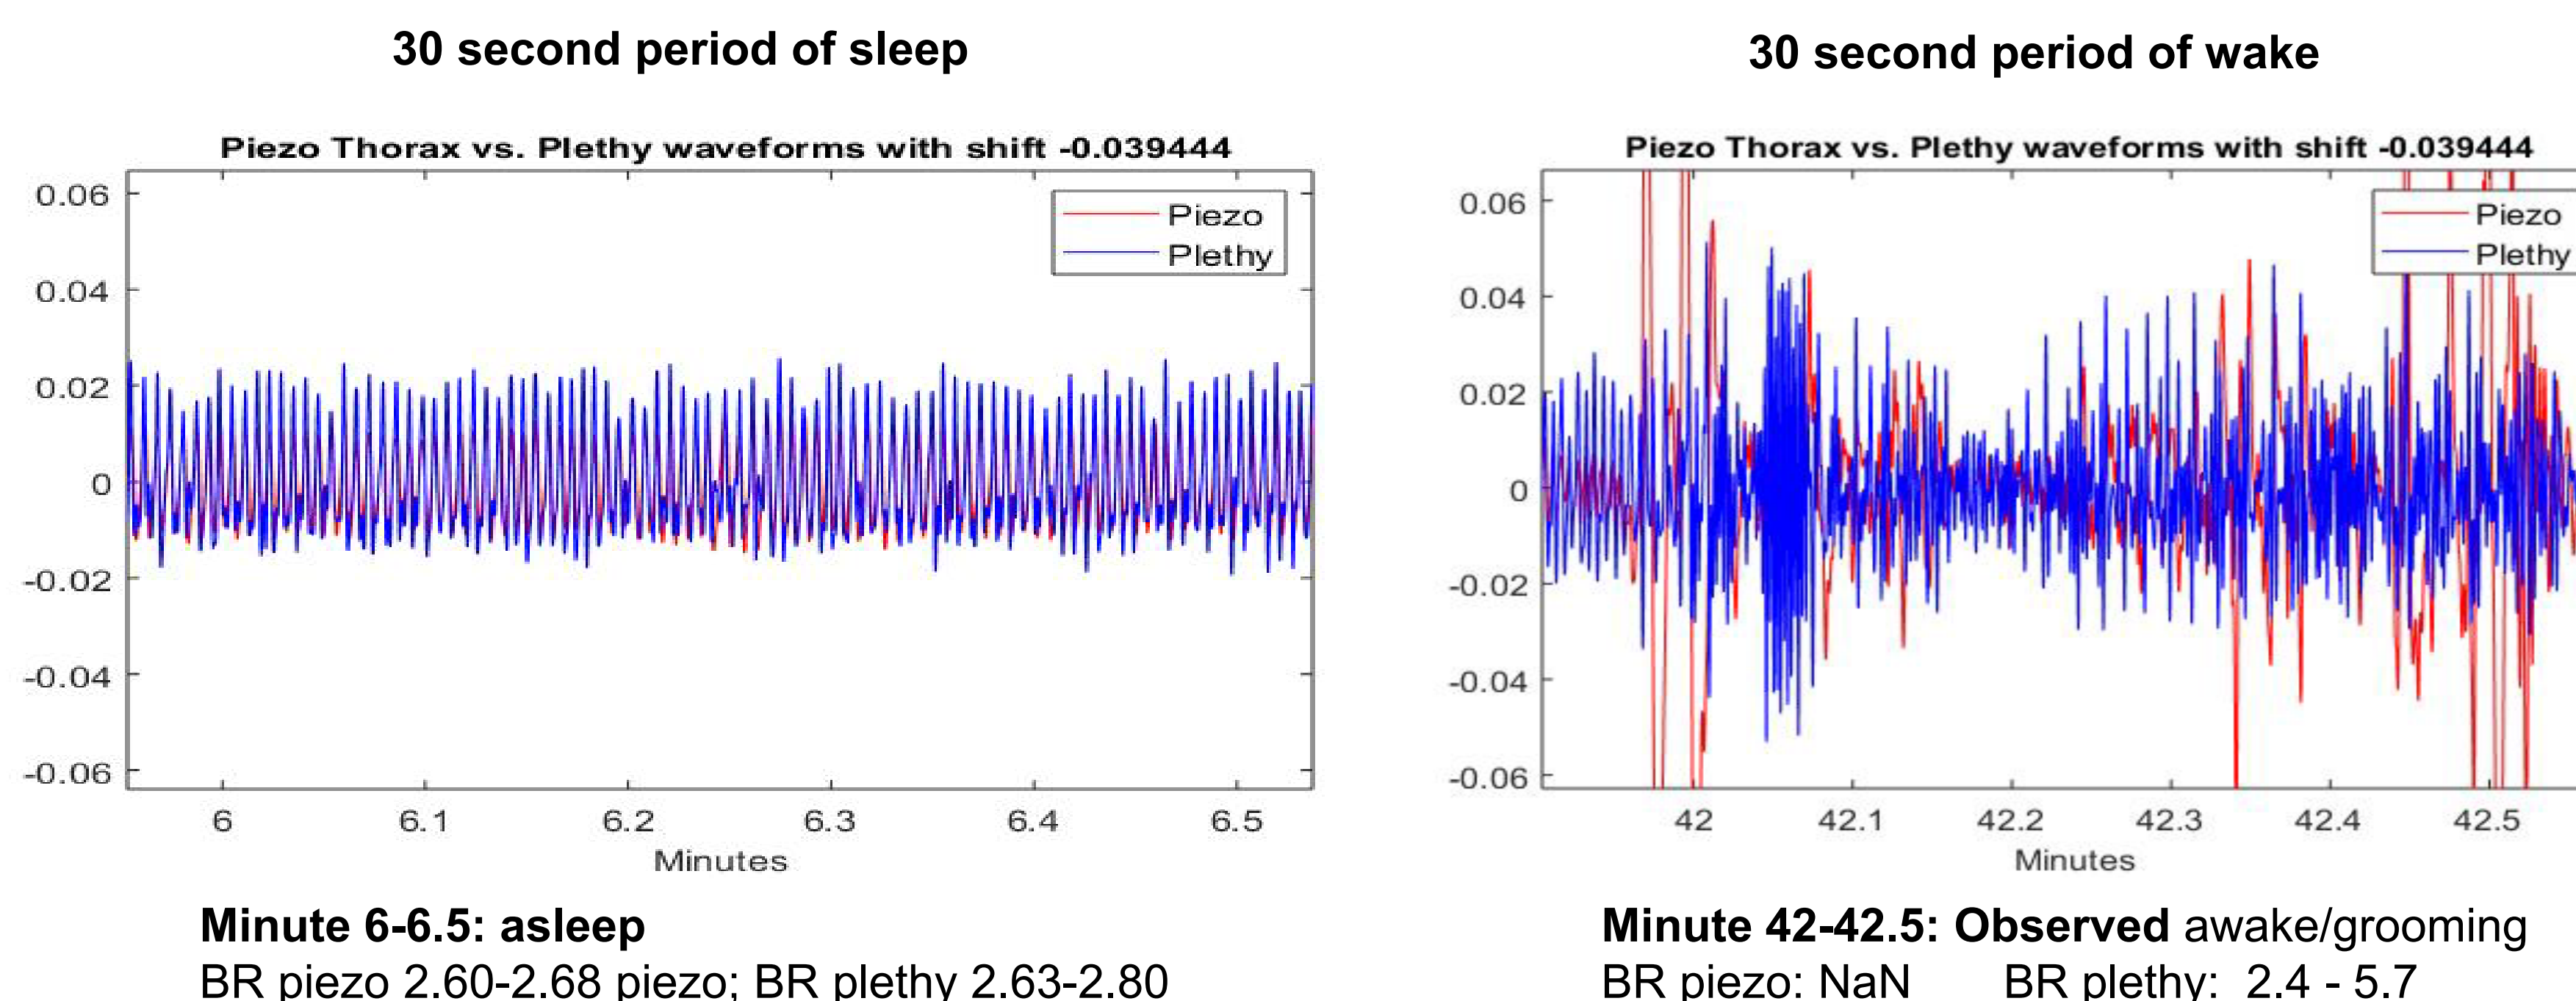 30 second period of sleep
Piezo Thorax vs. Plethy waveforms with shift -0.039444
0.06
0.04
0.02
0
-0.02
-0.04
-0.06
Piezo
Plethy
6
6.1
6.2
6.3
6.4
6.5
Minutes
Minute 6-6.5: asleep
BR piezo 2.60-2.68 piezo; BR plethy 2.63-2.80
30 second period of wake
Piezo Thorax vs. Plethy waveforms with shift -0.039444
0.06
0.04
0.02
0
-0.02
-0.04
-0.06
Piezo
Plethy
42
42.1
42.2
42.3
42.4
42.5
Minutes
Minute 42-42.5: Observed awake/grooming
BR piezo: NaN BR plethy: 2.4 - 5.7